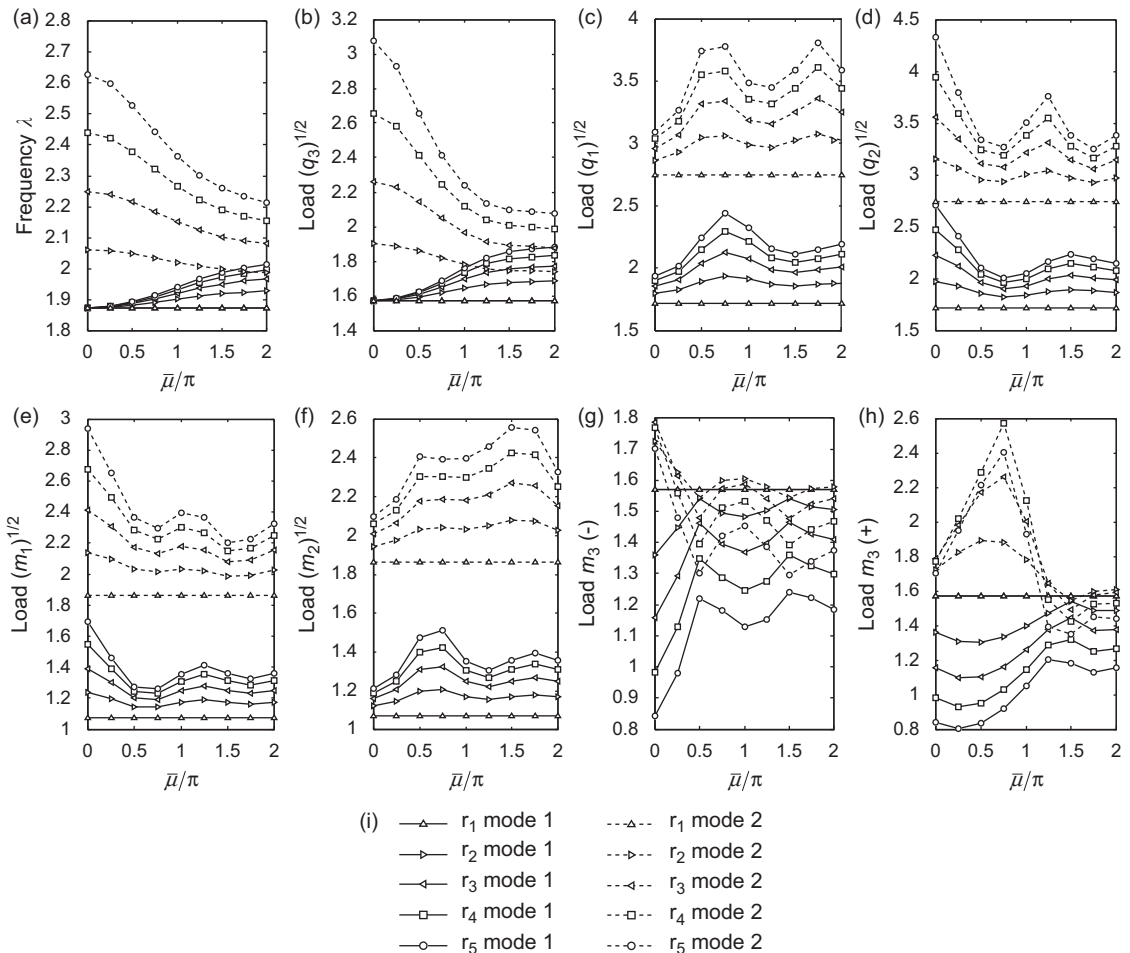 (a)
Frequency λ
2.8
2.7
2.6
2.5
2.4
2.3
2.2
2.1
2
1.9
1.8
0 0.5 1 1.5 2
μ̄/π
(b)
Load (q₃)^1/2
3.2
3
2.8
2.6
2.4
2.2
2
1.8
1.6
1.4
0 0.5 1 1.5 2
μ̄/π
(c)
Load (q₁)^1/2
4
3.5
3
2.5
2
1.5
0 0.5 1 1.5 2
μ̄/π
(d)
Load (q₂)^1/2
4.5
4
3.5
3
2.5
2
1.5
0 0.5 1 1.5 2
μ̄/π
(e)
Load (m₁)^1/2
3
2.8
2.6
2.4
2.2
2
1.8
1.6
1.4
1.2
1
0 0.5 1 1.5 2
μ̄/π
(f)
Load (m₂)^1/2
2.6
2.4
2.2
2
1.8
1.6
1.4
1.2
1
0 0.5 1 1.5 2
μ̄/π
(g)
Load m₃ (-)
1.8
1.7
1.6
1.5
1.4
1.3
1.2
1.1
1
0.9
0.8
0 0.5 1 1.5 2
μ̄/π
(h)
Load m₃ (+)
2.6
2.4
2.2
2
1.8
1.6
1.4
1.2
1
0.8
0 0.5 1 1.5 2
μ̄/π
(i)
r₁ mode 1 r₁ mode 2
r₂ mode 1 r₂ mode 2
r₃ mode 1 r₃ mode 2
r₄ mode 1 r₄ mode 2
r₅ mode 1 r₅ mode 2